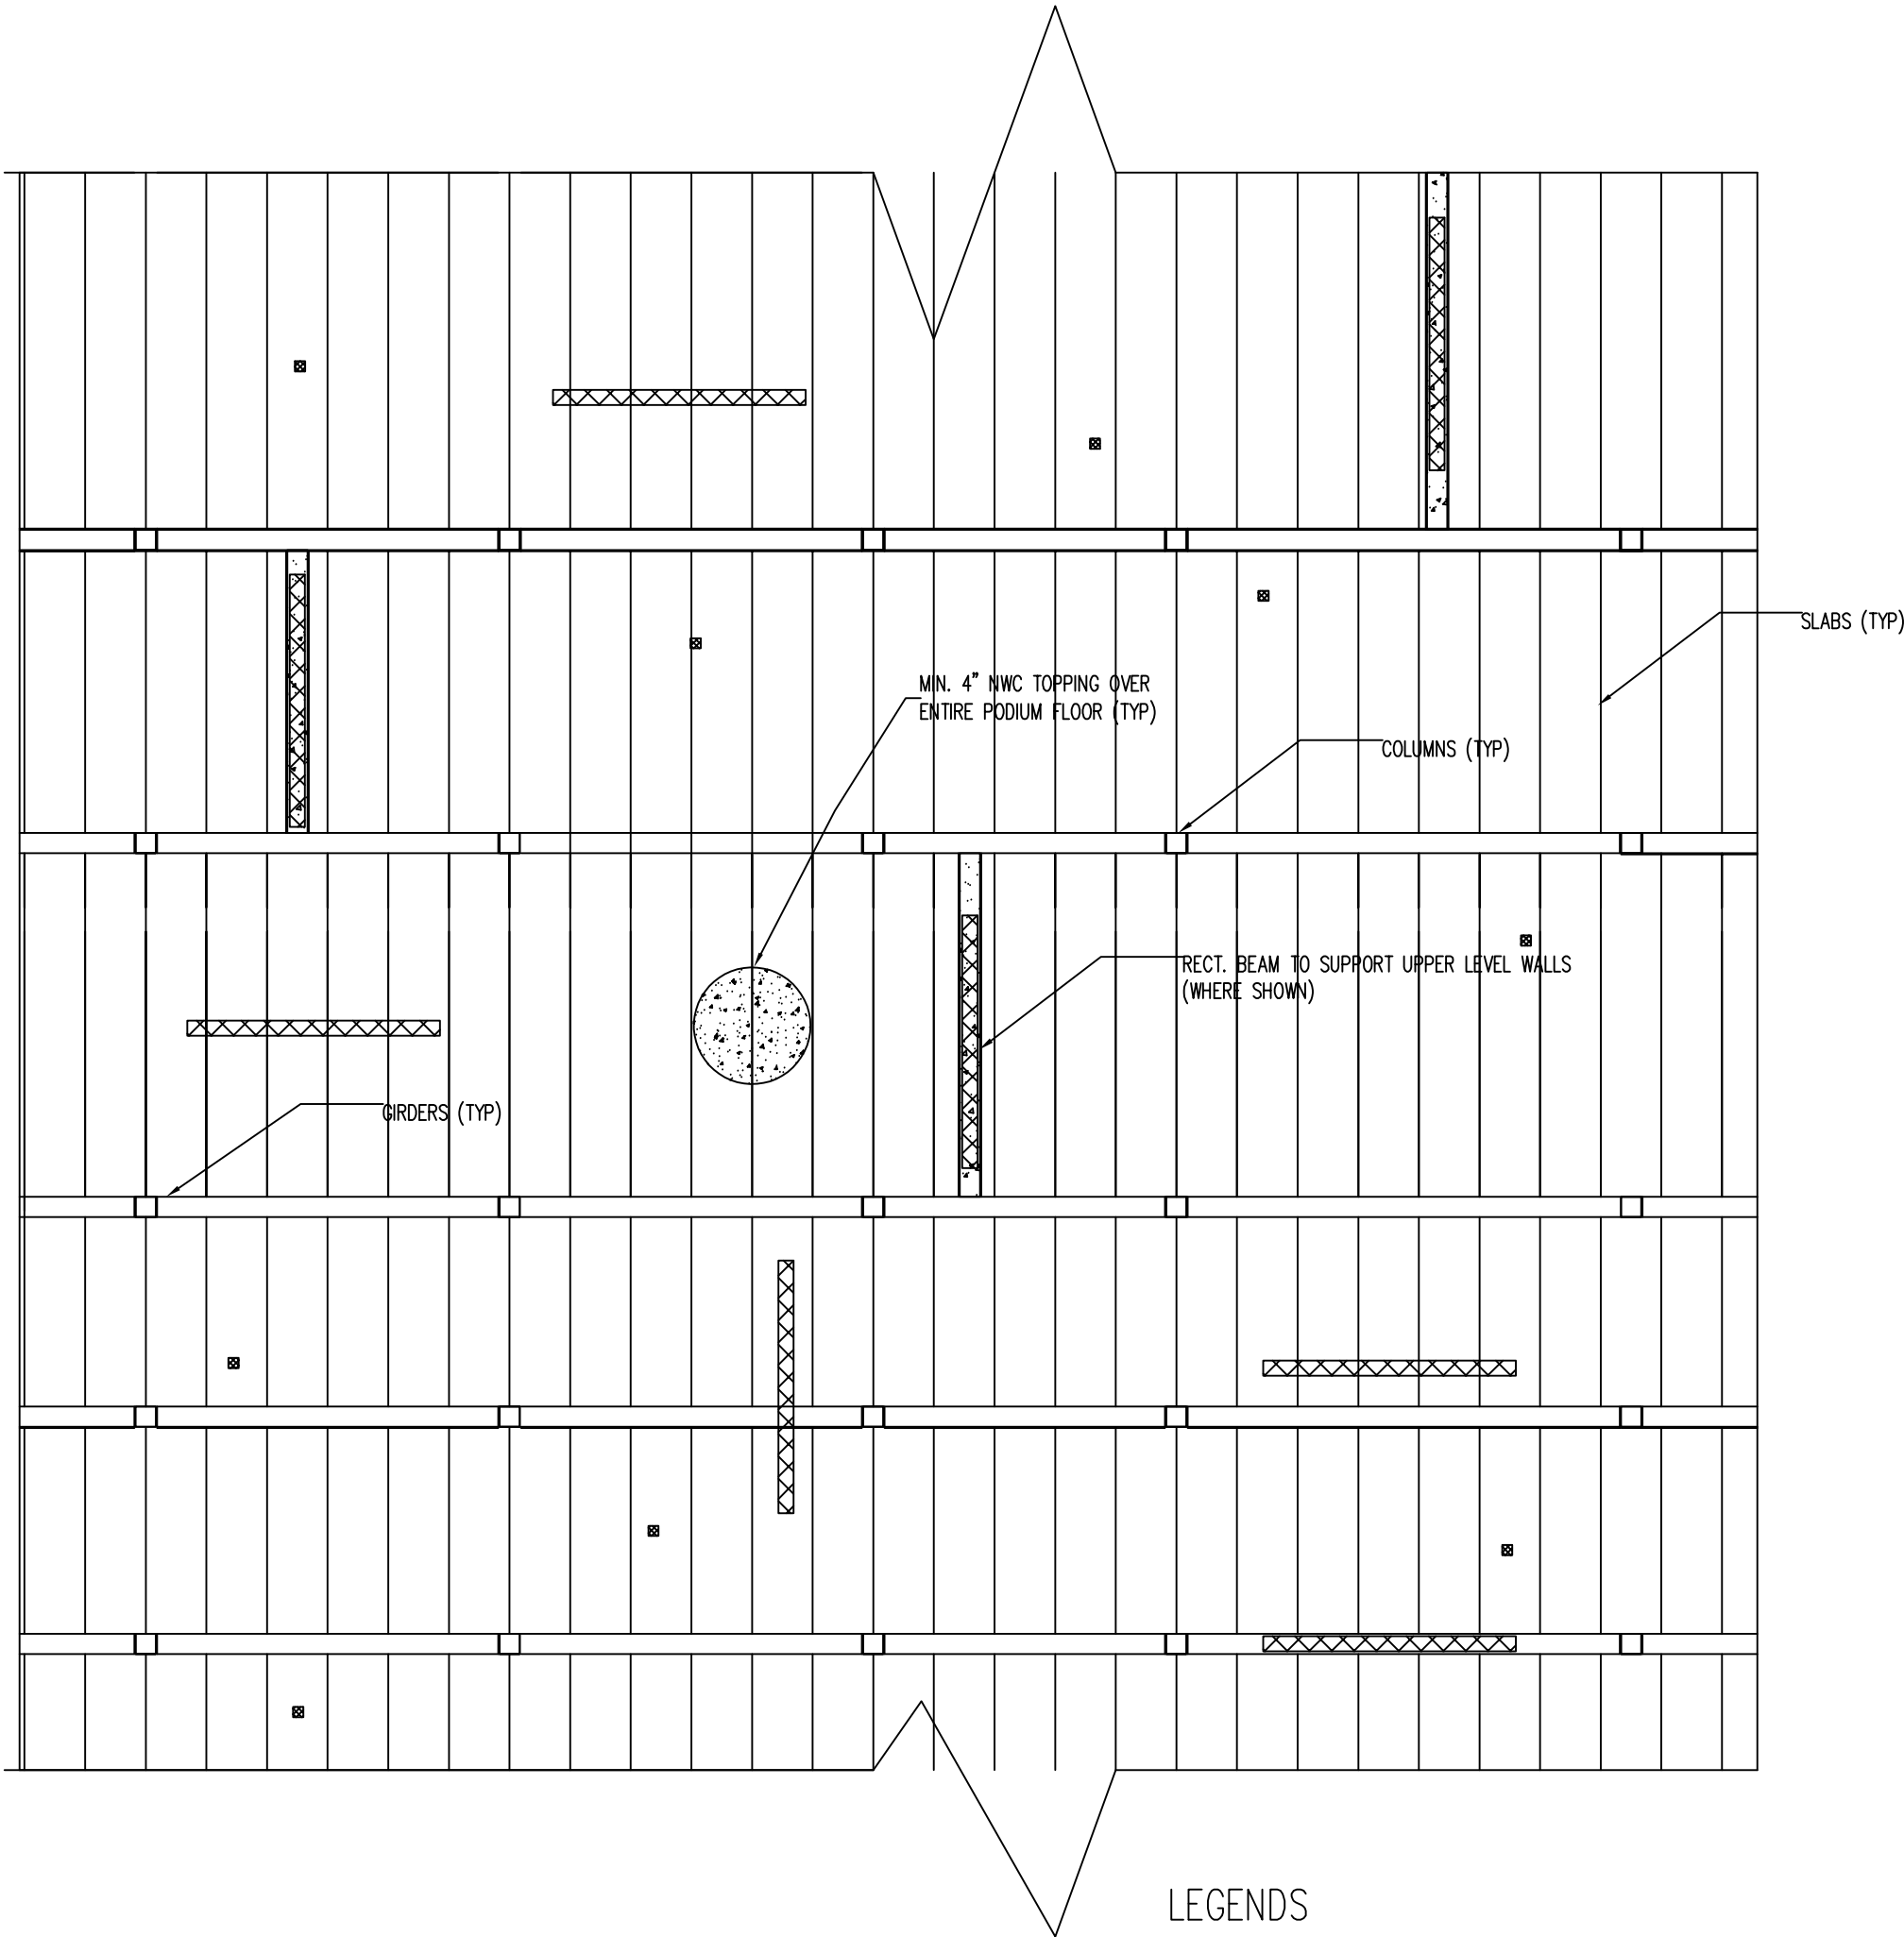 SLABS (TYP)
MIN. 4" NWC TOPPING OVER
ENTIRE PODIUM FLOOR (TYP)
COLUMNS (TYP)
RECT. BEAM TO SUPPORT UPPER LEVEL WALLS
(WHERE SHOWN)
GIRDERS (TYP)
LEGENDS